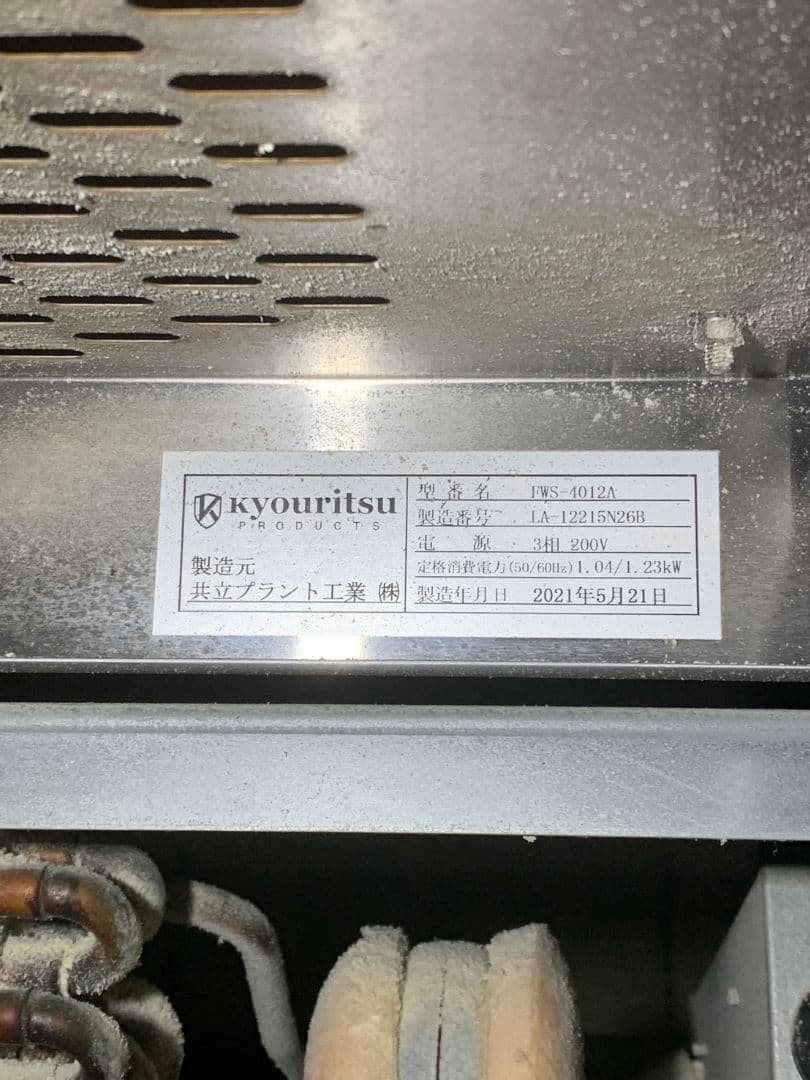 Kyouritsu
PRODUCTS
製造元
共立プラント工業 ㈱
型番名 FWS-4012A
製造番号 LA-12215N26B
電 源 3相 200V
定格消費電力(50/60Hz) 1.04/1.23kW
製造年月日 2021年5月21日